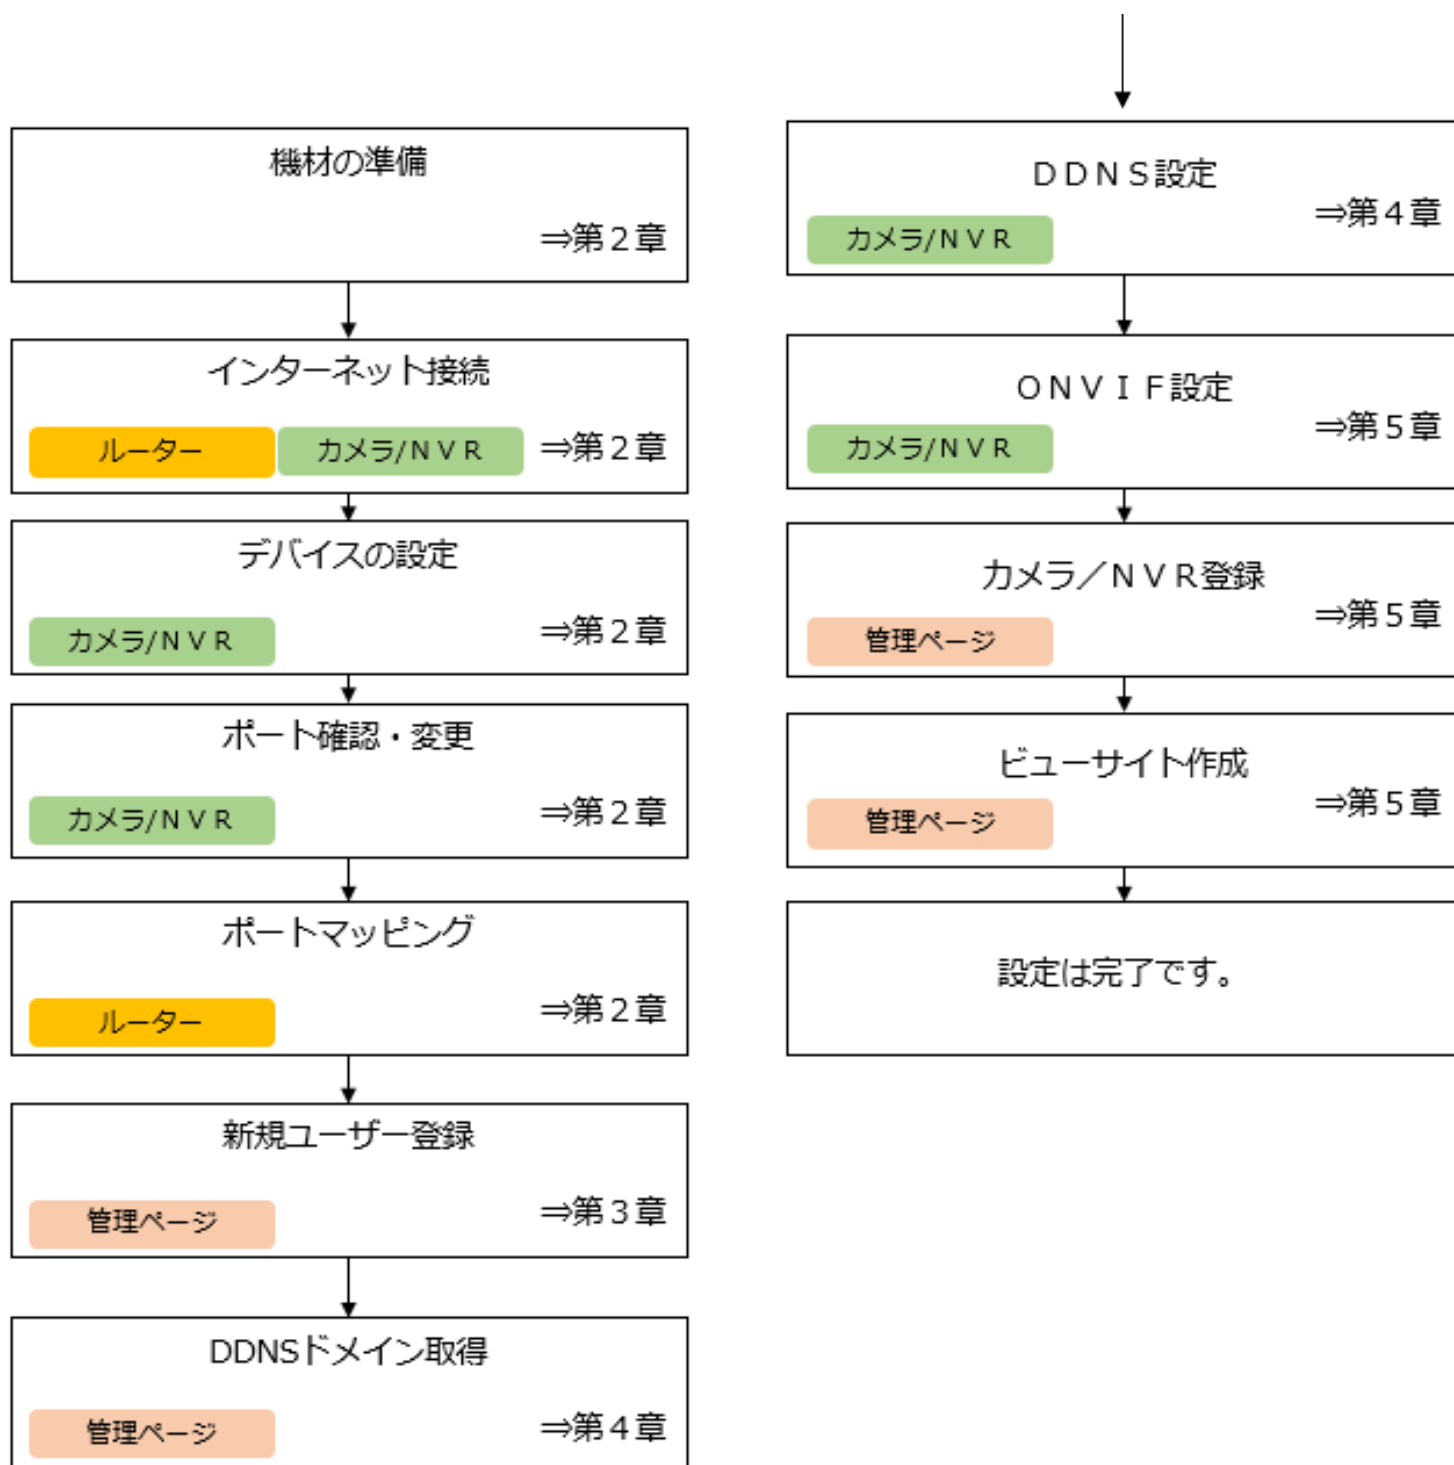 機材の準備
⇒第２章
インターネット接続
ルーター
カメラ/ＮＶＲ
⇒第２章
デバイスの設定
カメラ/ＮＶＲ
⇒第２章
ポート確認・変更
カメラ/ＮＶＲ
⇒第２章
ポートマッピング
ルーター
⇒第２章
新規ユーザー登録
管理ページ
⇒第３章
DDNSドメイン取得
管理ページ
⇒第４章
ＤＤＮＳ設定
カメラ/ＮＶＲ
⇒第４章
ＯＮＶＩＦ設定
カメラ/ＮＶＲ
⇒第５章
カメラ／ＮＶＲ登録
管理ページ
⇒第５章
ビューサイト作成
管理ページ
⇒第５章
設定は完了です。